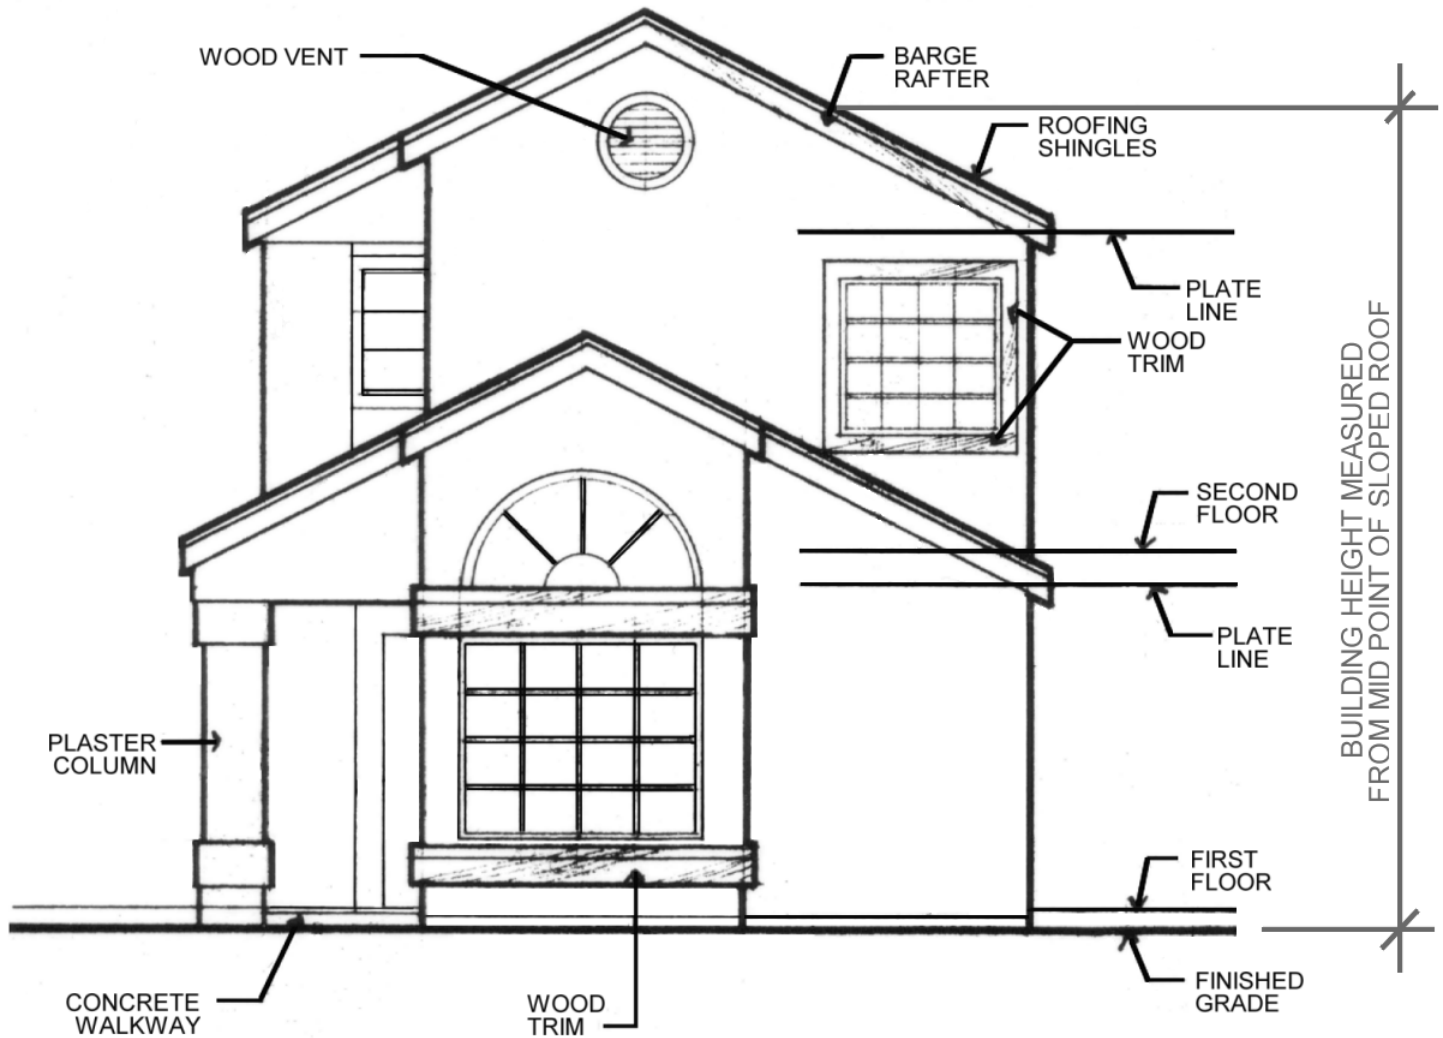 WOOD VENT
BARGE
RAFTER
ROOFING
SHINGLES
PLATE
LINE
WOOD
TRIM
SECOND
FLOOR
PLATE
LINE
BUILDING HEIGHT MEASURED
FROM MID POINT OF SLOPED ROOF
PLASTER
COLUMN
FIRST
FLOOR
FINISHED
GRADE
CONCRETE
WALKWAY
WOOD
TRIM